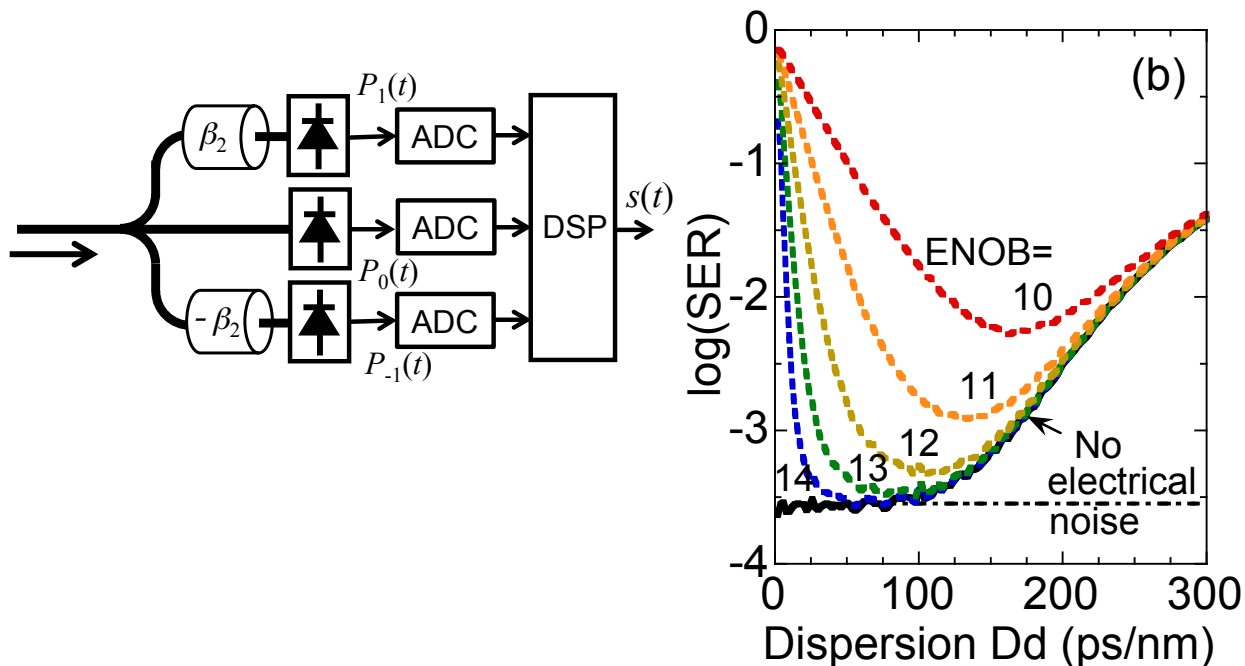 P₁(t)
β₂
ADC
P₀(t)
ADC
DSP
s(t)
- β₂
ADC
P₋₁(t)
(b)
log(SER)
0
-1
-2
-3
-4
ENOB=
10
11
12
13
14
No
electrical
noise
0
100
200
300
Dispersion Dd (ps/nm)